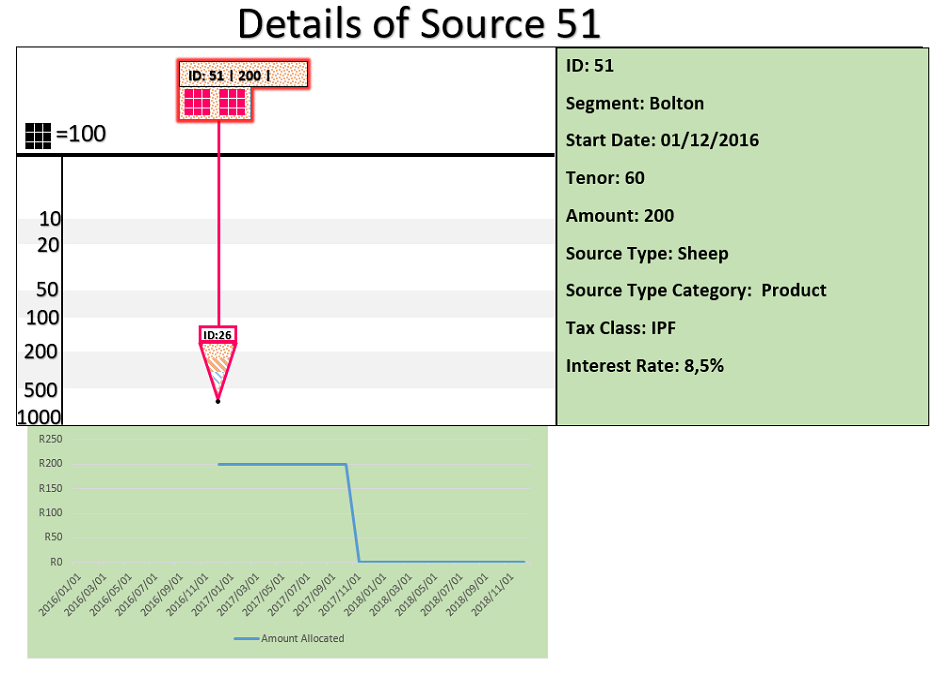 Details of Source 51
ID: 51 | 200 |
=100
10
20
50
100
200
500
1000
ID:26
ID: 51
Segment: Bolton
Start Date: 01/12/2016
Tenor: 60
Amount: 200
Source Type: Sheep
Source Type Category:  Product
Tax Class: IPF
Interest Rate: 8,5%
R250
R200
R150
R100
R50
R0
2016/01/01
2016/03/01
2016/05/01
2016/07/01
2016/09/01
2016/11/01
2017/01/01
2017/03/01
2017/05/01
2017/07/01
2017/09/01
2017/11/01
2018/01/01
2018/03/01
2018/05/01
2018/07/01
2018/09/01
2018/11/01
Amount Allocated